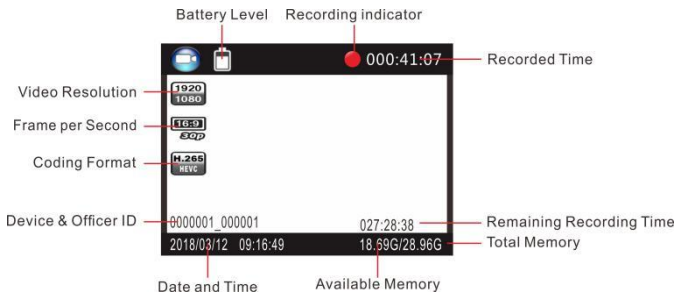 Battery Level
Recording indicator
000:41:07
Recorded Time
Video Resolution
1920
1080
Frame per Second
16:9
30p
Coding Format
H.265
HEVC
Device & Officer ID
0000001_000001
027:28:38
Remaining Recording Time
2018/03/12 09:16:49
18.69G/28.96G
Total Memory
Date and Time
Available Memory